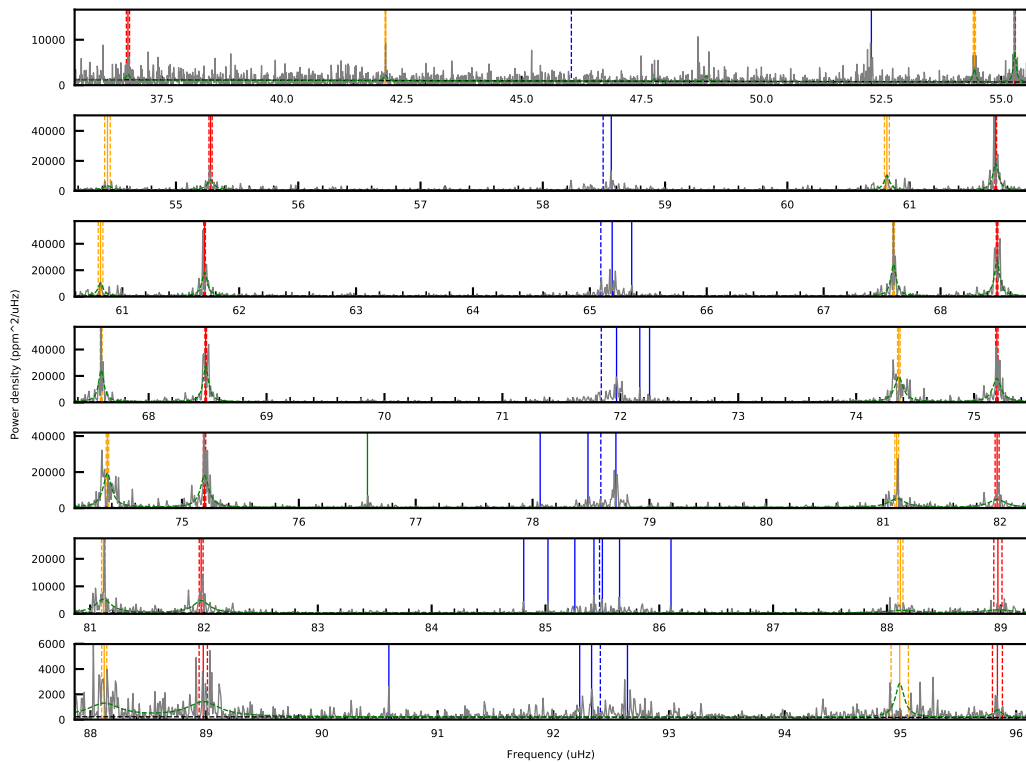 10000
0
37.5 40.0 42.5 45.0 47.5 50.0 52.5 55.0
40000
20000
0
55 56 57 58 59 60 61
40000
20000
0
61 62 63 64 65 66 67 68
40000
20000
0
68 69 70 71 72 73 74 75
40000
20000
0
75 76 77 78 79 80 81 82
20000
10000
0
81 82 83 84 85 86 87 88 89
6000
4000
2000
0
88 89 90 91 92 93 94 95 96
Power density (ppm^2/uHz)
Frequency (uHz)